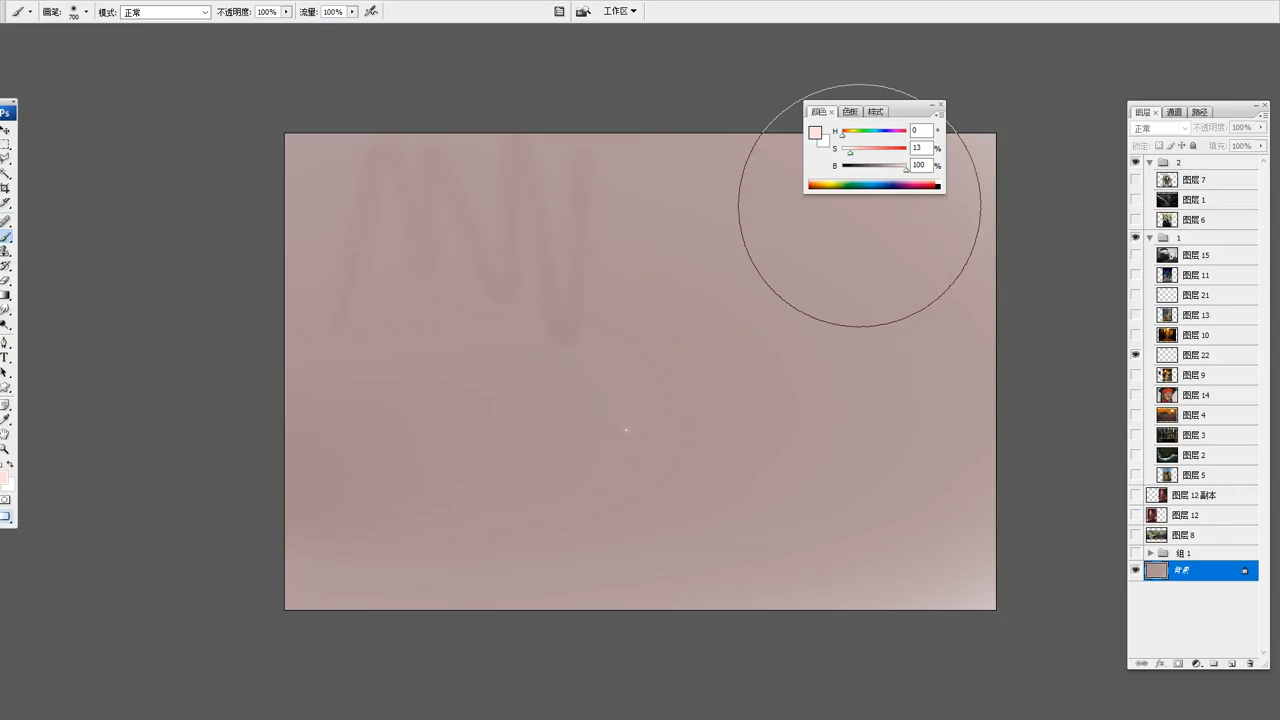 画笔: 700 模式: 正常 不透明度: 100% 流量: 100% 工作区
Ps
颜色 × 色板 样式
H 0 °
S 13 %
B 100 %
图层 × 通道 路径
正常 不透明度: 100%
锁定: 填充: 100%
2
图层 7
图层 1
图层 6
1
图层 15
图层 11
图层 21
图层 13
图层 10
图层 22
图层 9
图层 14
图层 4
图层 3
图层 2
图层 5
图层 12 副本
图层 12
图层 8
组 1
背景
T
fx